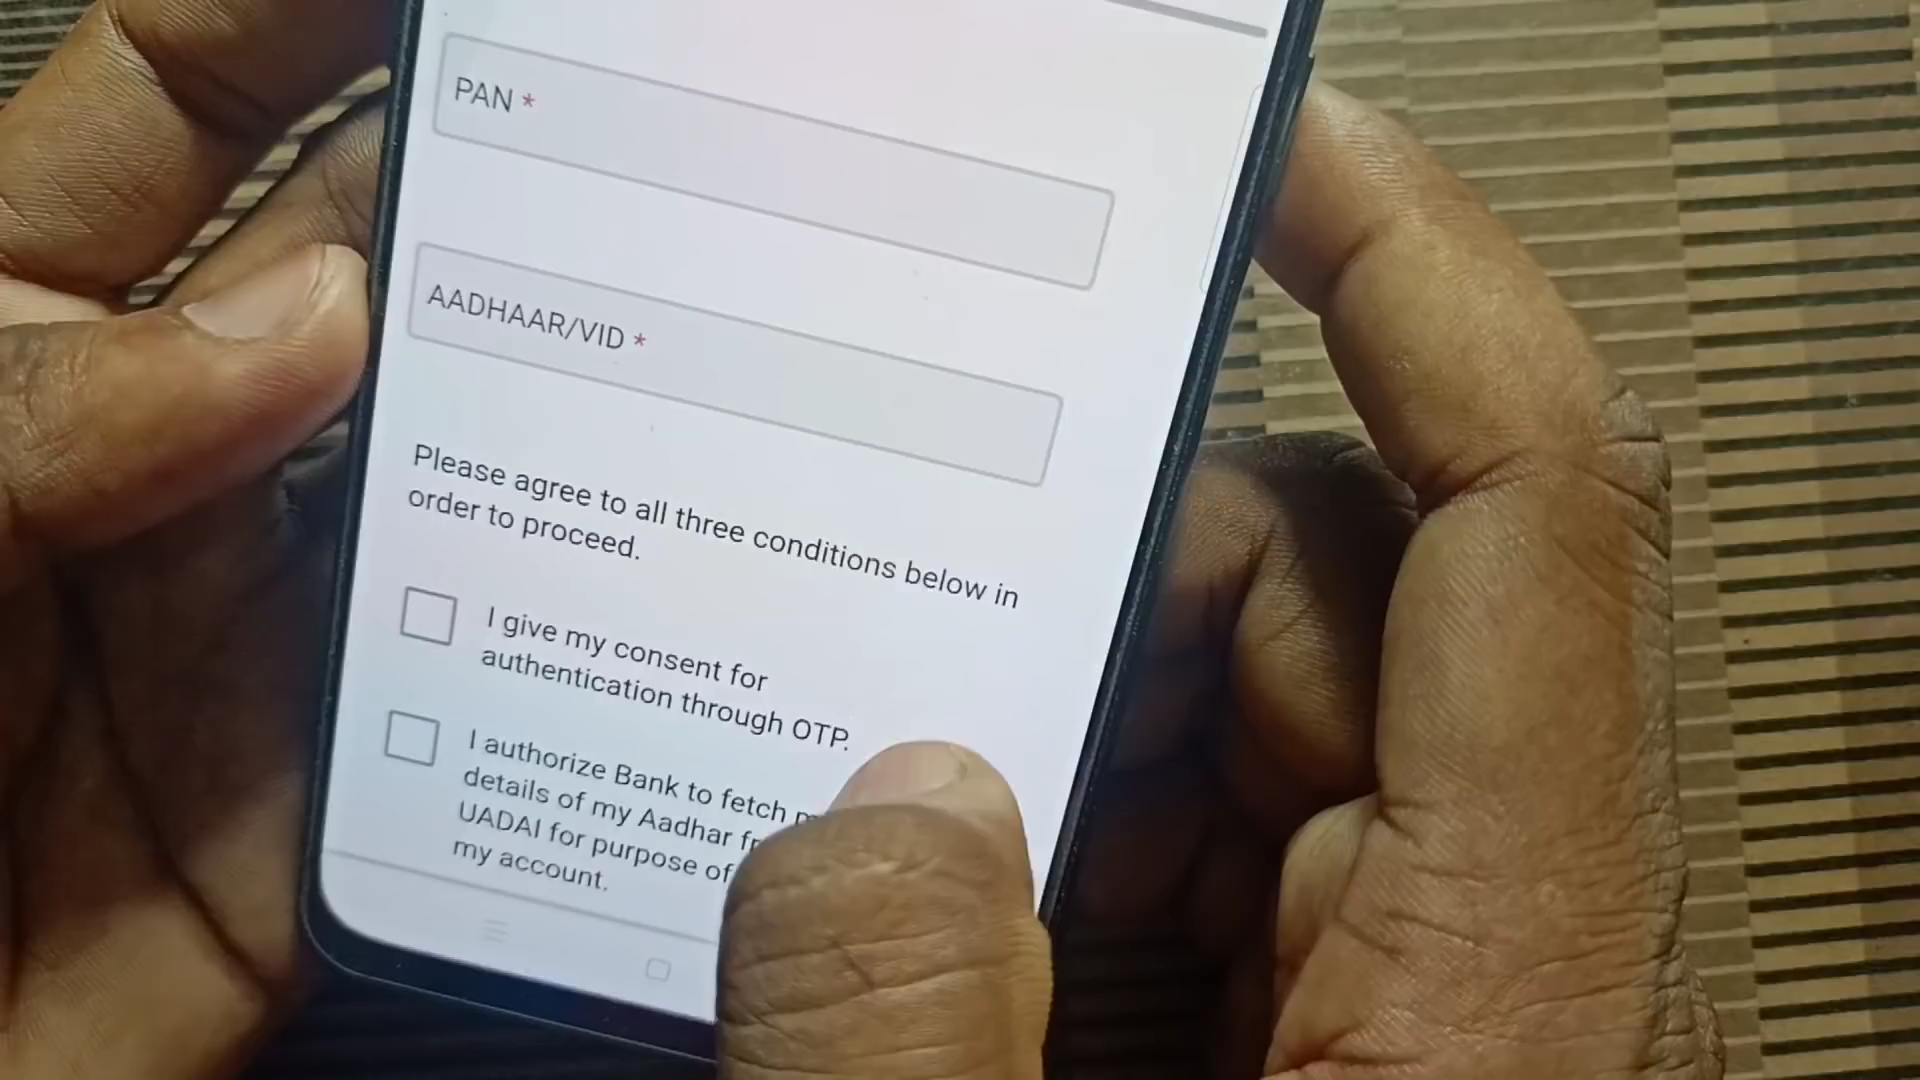 PAN *
AADHAAR/VID *
Please agree to all three conditions below in
order to proceed.
I give my consent for
authentication through OTP.
I authorize Bank to fetch
details of my Aadhar
UADAI for purpose of
my account.